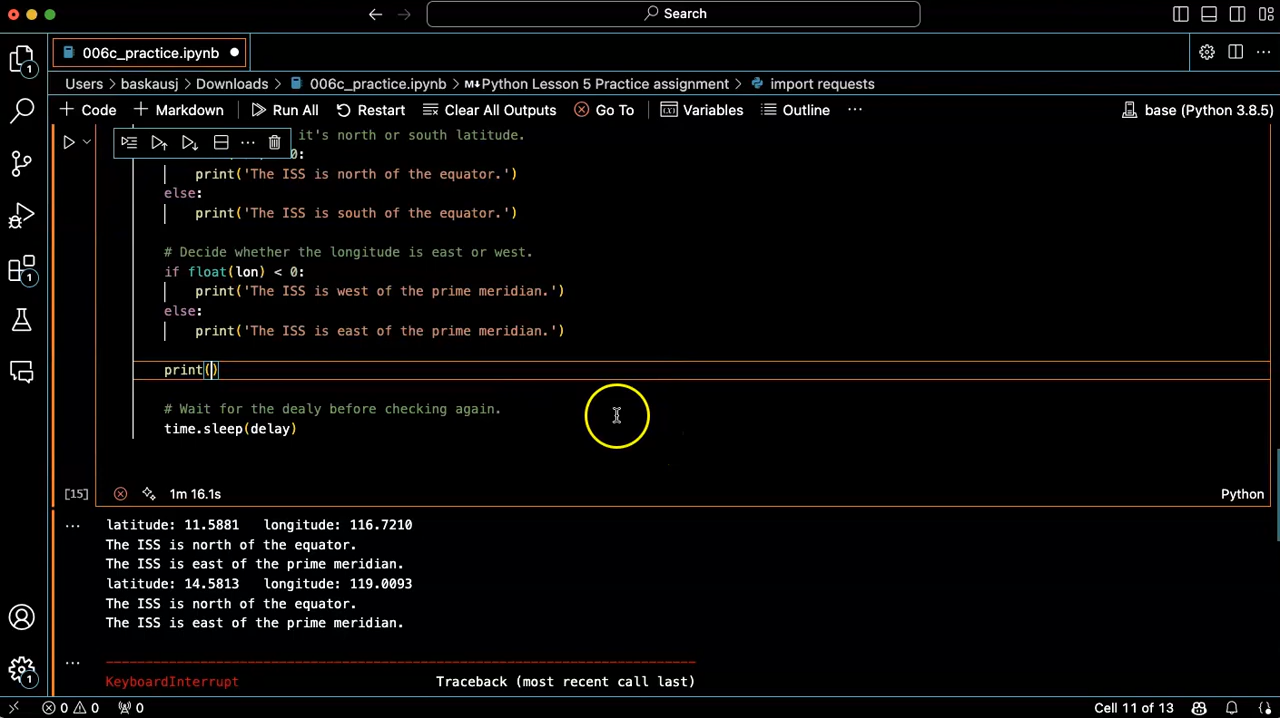 Search
006c_practice.ipynb
Users > baskausj > Downloads > 006c_practice.ipynb > M↓Python Lesson 5 Practice assignment > import requests
+ Code + Markdown Run All Restart Clear All Outputs Go To Variables Outline ... base (Python 3.8.5)
it's north or south latitude.
0:
print('The ISS is north of the equator.')
else:
print('The ISS is south of the equator.')
# Decide whether the longitude is east or west.
if float(lon) < 0:
print('The ISS is west of the prime meridian.')
else:
print('The ISS is east of the prime meridian.')
print()
# Wait for the dealy before checking again.
time.sleep(delay)
[15] 1m 16.1s Python
latitude: 11.5881 longitude: 116.7210
The ISS is north of the equator.
The ISS is east of the prime meridian.
latitude: 14.5813 longitude: 119.0093
The ISS is north of the equator.
The ISS is east of the prime meridian.
KeyboardInterrupt Traceback (most recent call last)
0 0 0 Cell 11 of 13
1
1
1